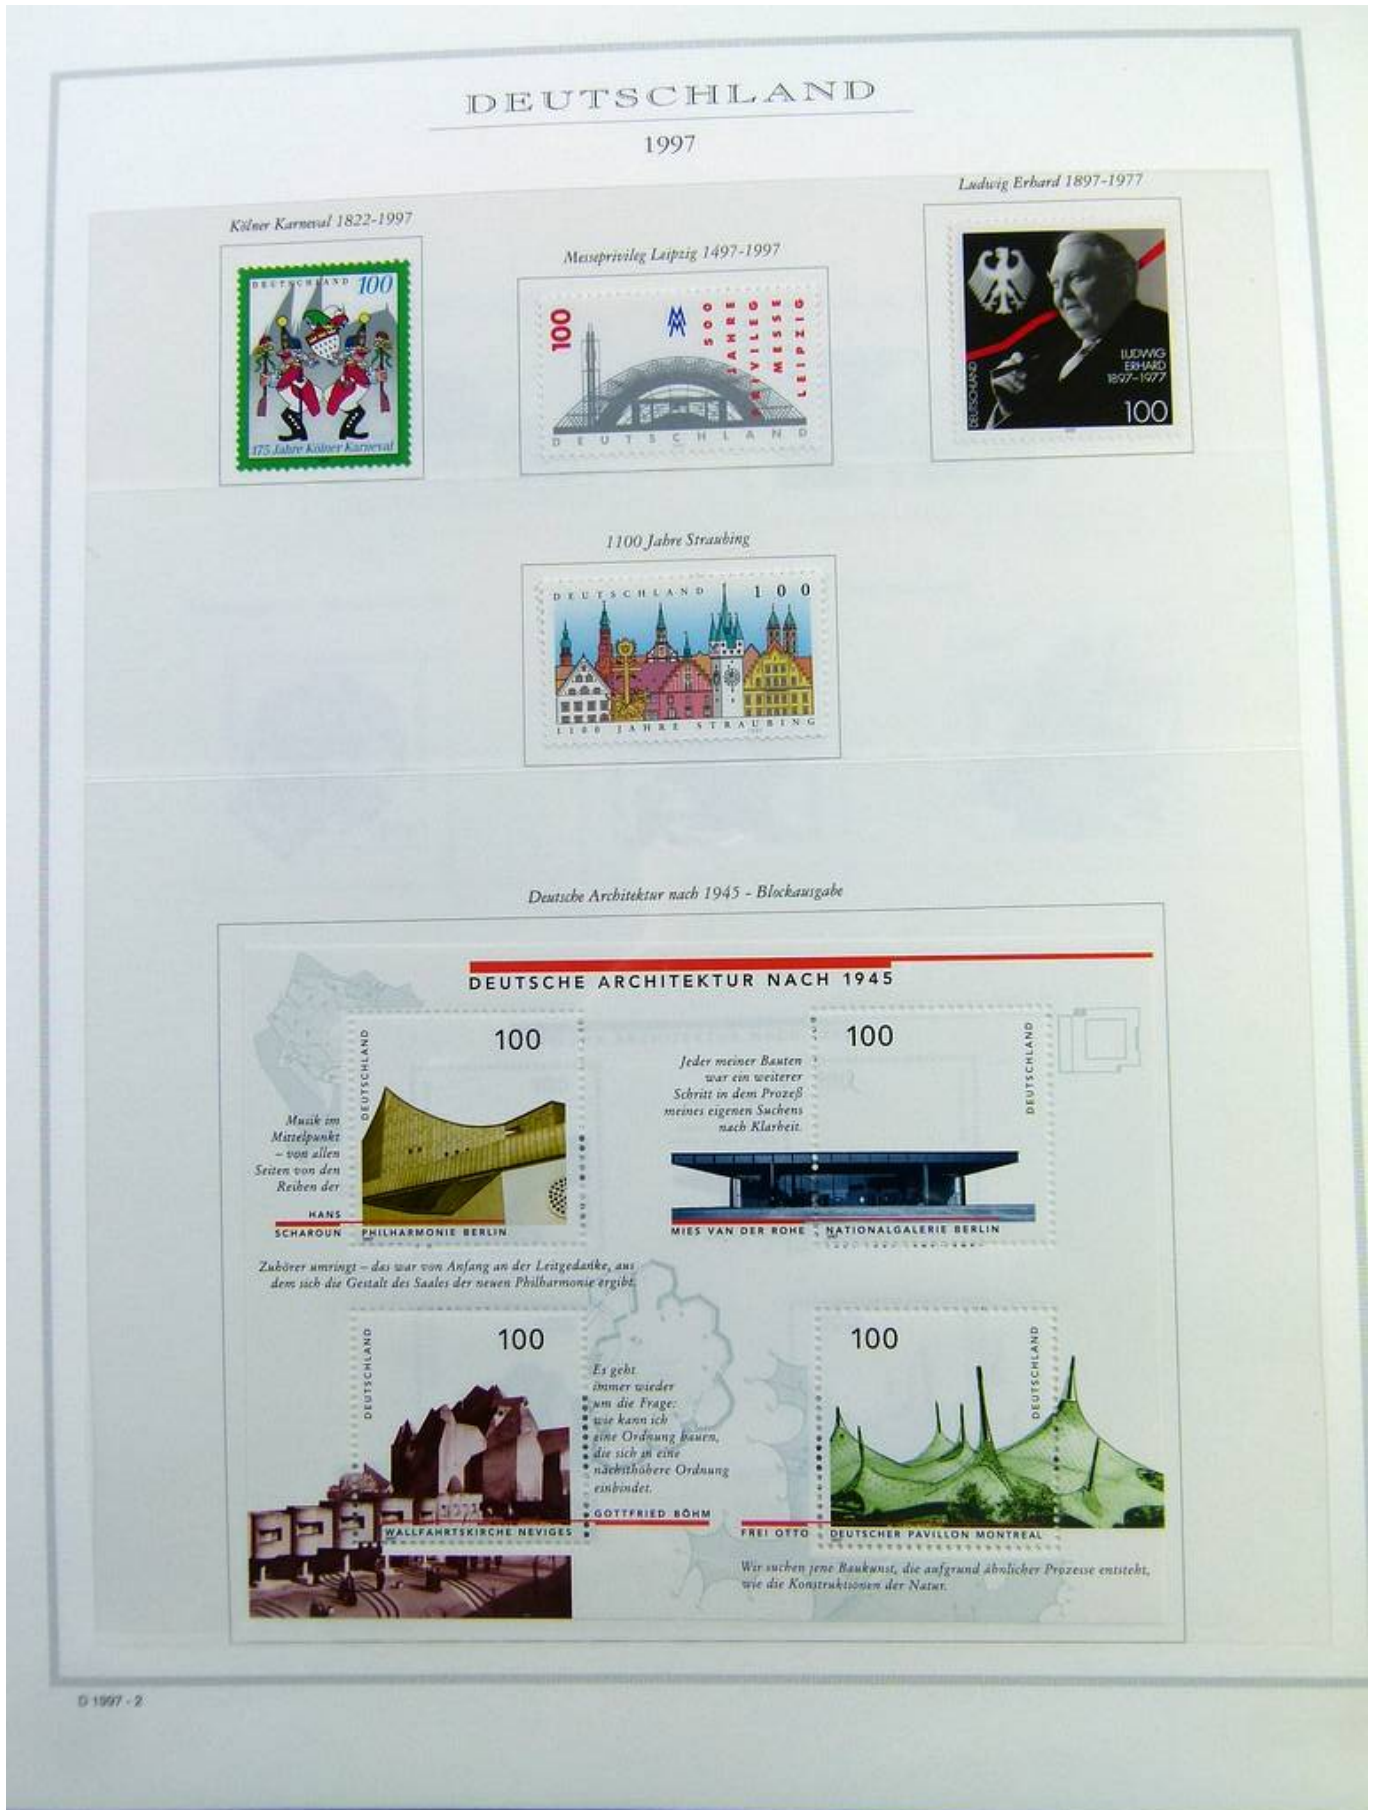 DEUTSCHLAND
1997
Kölner Karneval 1822-1997
DEUTSCHLAND 100
175 Jahre Kölner Karneval
Messeprivileg Leipzig 1497-1997
100
500
JAHRE
PRIVILEG
MESSE
LEIPZIG
DEUTSCHLAND
Ludwig Erhard 1897-1977
LUDWIG
ERHARD
1897-1977
DEUTSCHLAND
100
1100 Jahre Straubing
DEUTSCHLAND 100
1100 JAHRE STRAUBING
Deutsche Architektur nach 1945 - Blockausgabe
DEUTSCHE ARCHITEKTUR NACH 1945
100
DEUTSCHLAND
Musik im
Mittelpunkt
– von allen
Seiten von den
Reihen der
HANS
SCHAROUN PHILHARMONIE BERLIN
Zuhörer umringt – das war von Anfang an der Leitgedanke, aus
dem sich die Gestalt des Saales der neuen Philharmonie ergibt.
100
DEUTSCHLAND
Jeder meiner Bauten
war ein weiterer
Schritt in dem Prozeß
meines eigenen Suchens
nach Klarheit.
MIES VAN DER ROHE NATIONALGALERIE BERLIN
100
DEUTSCHLAND
Es geht
immer wieder
um die Frage:
wie kann ich
eine Ordnung bauen,
die sich in eine
nächsthöhere Ordnung
einbindet.
GOTTFRIED BÖHM
WALLFAHRTSKIRCHE NEVIGES
100
DEUTSCHLAND
FREI OTTO DEUTSCHER PAVILLON MONTREAL
Wir suchen jene Baukunst, die aufgrund ähnlicher Prozesse entsteht,
wie die Konstruktionen der Natur.
D 1997 - 2